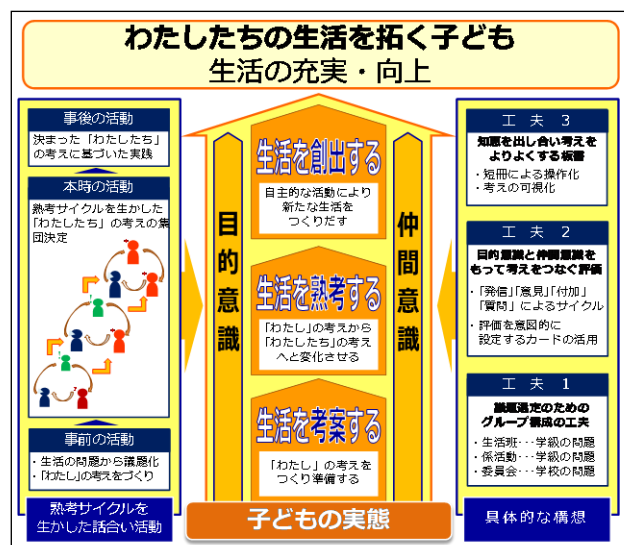 わたしたちの生活を拓く子ども
生活の充実・向上
事後の活動
決まった「わたしたち」
の考えに基づいた実践
本時の活動
熟考サイクルを生かした
「わたしたち」の考えの集
団決定
事前の活動
・生活の問題から議題化
・「わたし」の考えをづくり
熟考サイクルを
生かした話合い活動
目的意識
生活を創出する
自主的な活動により
新たな生活を
つくりだす
生活を熟考する
「わたし」の考えから
「わたしたち」の考え
へと変化させる
生活を考案する
「わたし」の考えを
つくり準備する
仲間意識
子どもの実態
工夫 3
知恵を出し合い考えを
よりよくする板書
・短冊による操作化
・考えの可視化
工夫 2
目的意識と仲間意識を
もって考えをつなぐ評価
・「発信」「意見」「付加」
「質問」によるサイクル
・評価を意図的に
設定するカードの活用
工夫 1
議題選定のための
グループ構成の工夫
・生活班･･･学級の問題
・係活動･･･学級の問題
・委員会･･･学校の問題
具体的な構想